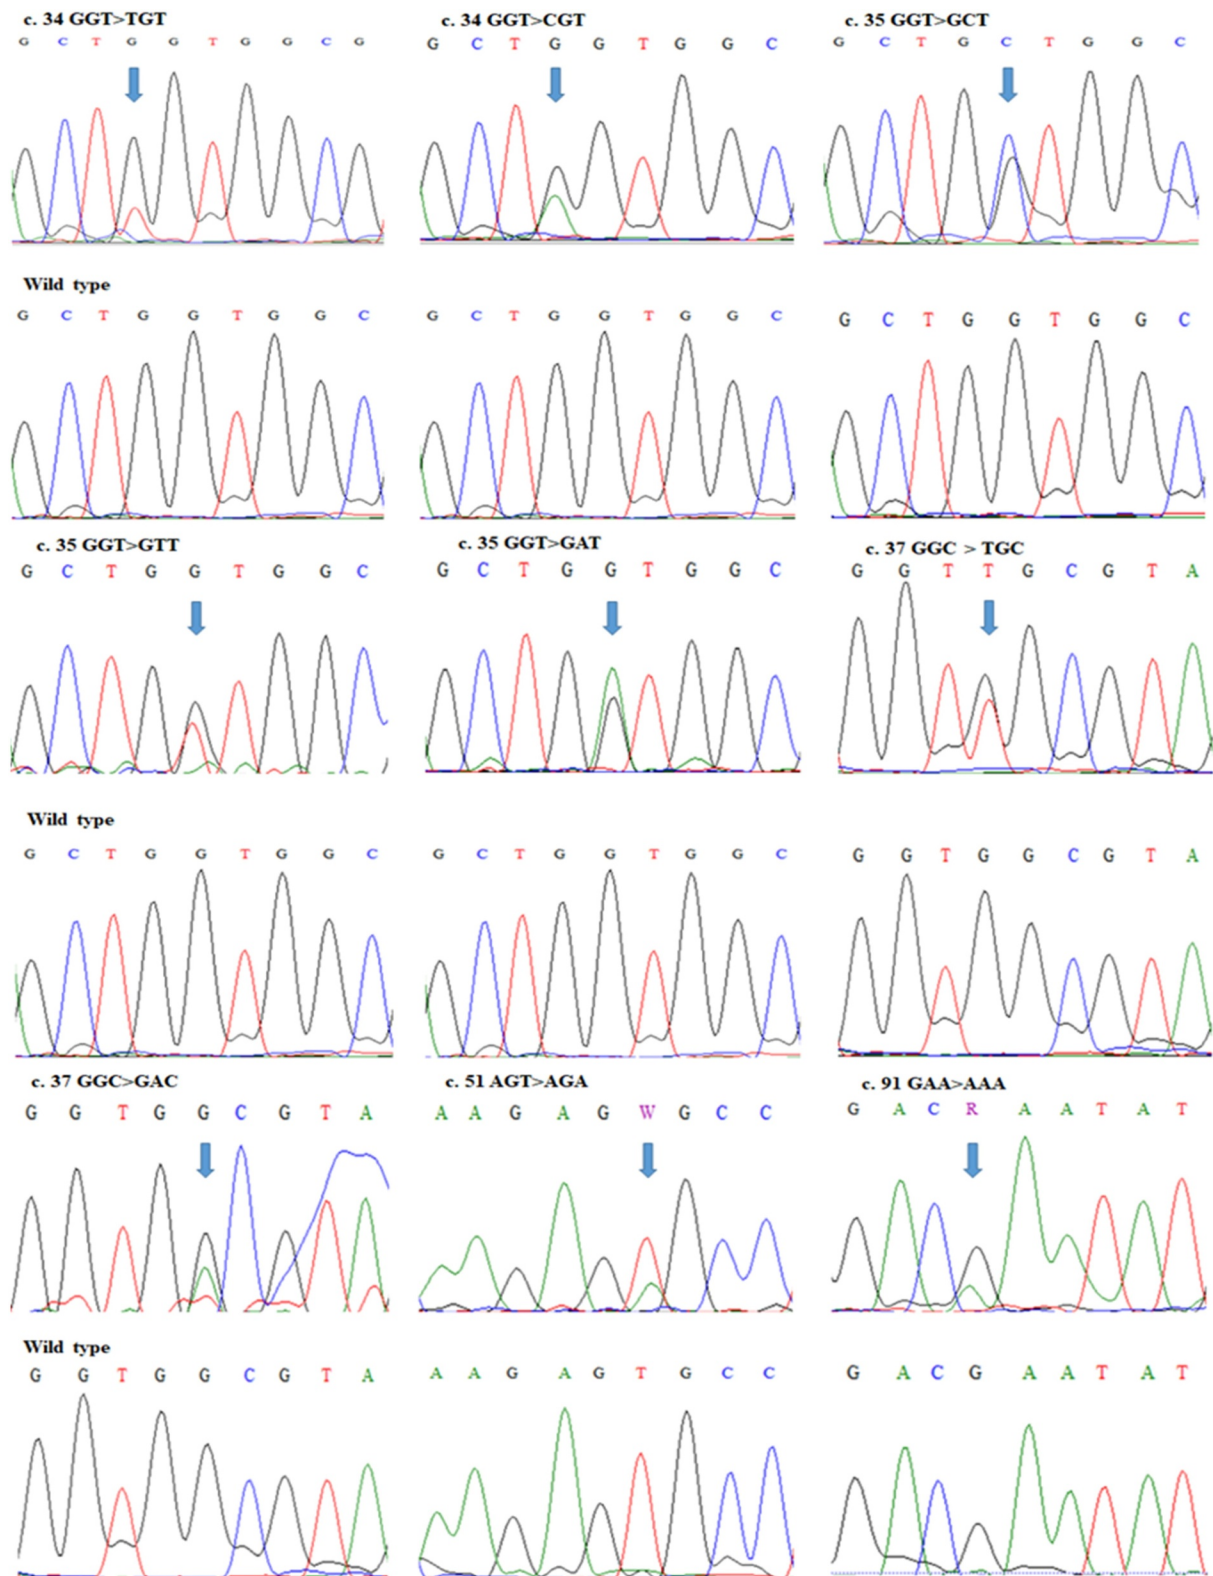 c. 34 GGT>TGT
G C T G G T G G C G
c. 34 GGT>CGT
G C T G G T G G C
c. 35 GGT>GCT
G C T G C T G G C
Wild type
G C T G G T G G C
G C T G G T G G C
G C T G G T G G C
c. 35 GGT>GTT
G C T G G T G G C
c. 35 GGT>GAT
G C T G G T G G C
c. 37 GGC > TGC
G G T T G C G T A
Wild type
G C T G G T G G C
G C T G G T G G C
G G T G G C G T A
c. 37 GGC>GAC
G G T G G C G T A
c. 51 AGT>AGA
A A G A G W G C C
c. 91 GAA>AAA
G A C R A A T A T
Wild type
G G T G G C G T A
A A G A G T G C C
G A C G A A T A T